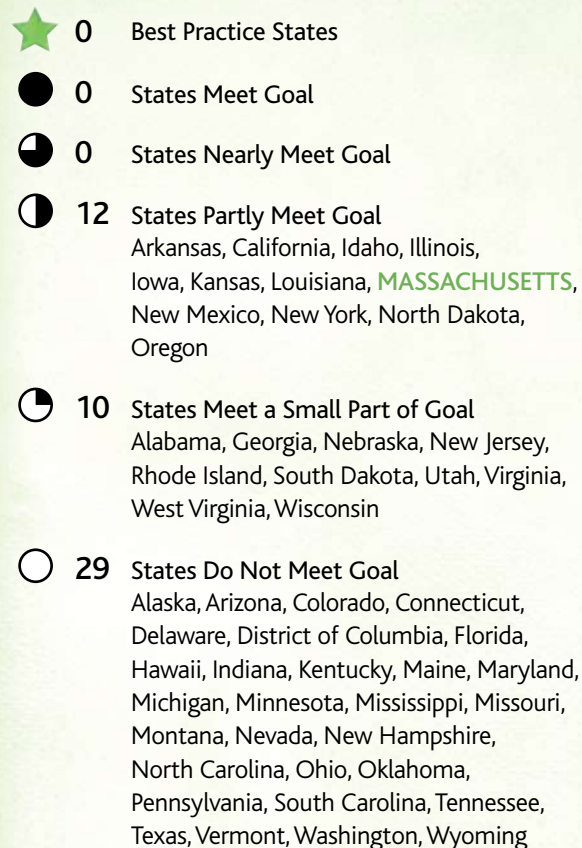 0 Best Practice States
0 States Meet Goal
0 States Nearly Meet Goal
12 States Partly Meet Goal
Arkansas, California, Idaho, Illinois,
Iowa, Kansas, Louisiana, MASSACHUSETTS,
New Mexico, New York, North Dakota,
Oregon
10 States Meet a Small Part of Goal
Alabama, Georgia, Nebraska, New Jersey,
Rhode Island, South Dakota, Utah, Virginia,
West Virginia, Wisconsin
29 States Do Not Meet Goal
Alaska, Arizona, Colorado, Connecticut,
Delaware, District of Columbia, Florida,
Hawaii, Indiana, Kentucky, Maine, Maryland,
Michigan, Minnesota, Mississippi, Missouri,
Montana, Nevada, New Hampshire,
North Carolina, Ohio, Oklahoma,
Pennsylvania, South Carolina, Tennessee,
Texas, Vermont, Washington, Wyoming